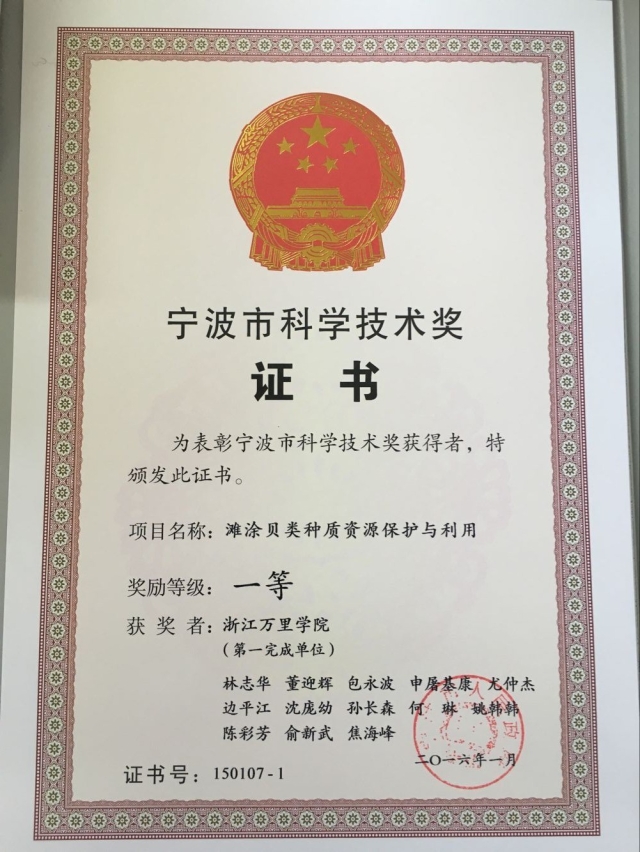 宁波市科学技术奖
证 书
为表彰宁波市科学技术奖获得者，特
颁发此证书。
项目名称：滩涂贝类种质资源保护与利用
奖励等级：一等
获 奖 者：浙江万里学院
（第一完成单位）
林志华 董迎辉 包永波 申屠基康 尤仲杰
边平江 沈庞幼 孙长森 何 琳 姚韩韩
陈彩芳 俞新武 焦海峰
二〇一六年一月
证书号：150107-1